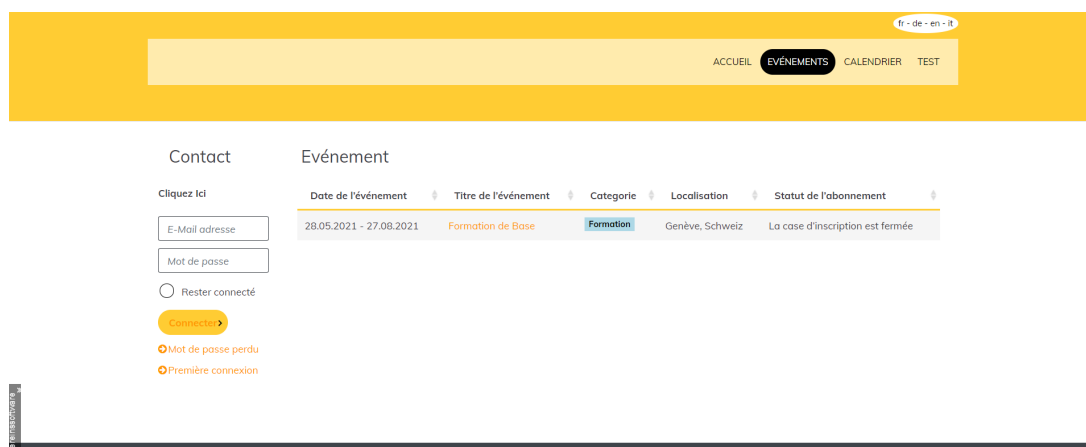 fr - de - en - it
ACCUEIL EVÉNEMENTS CALENDRIER TEST
Contact
Cliquez Ici
E-Mail adresse
Mot de passe
Rester connecté
Connecter
Mot de passe perdu
Première connexion
Evénement
Date de l'événement Titre de l'événement Categorie Localisation Statut de l'abonnement
28.05.2021 - 27.08.2021 Formation de Base Formation Genève, Schweiz La case d'inscription est fermée